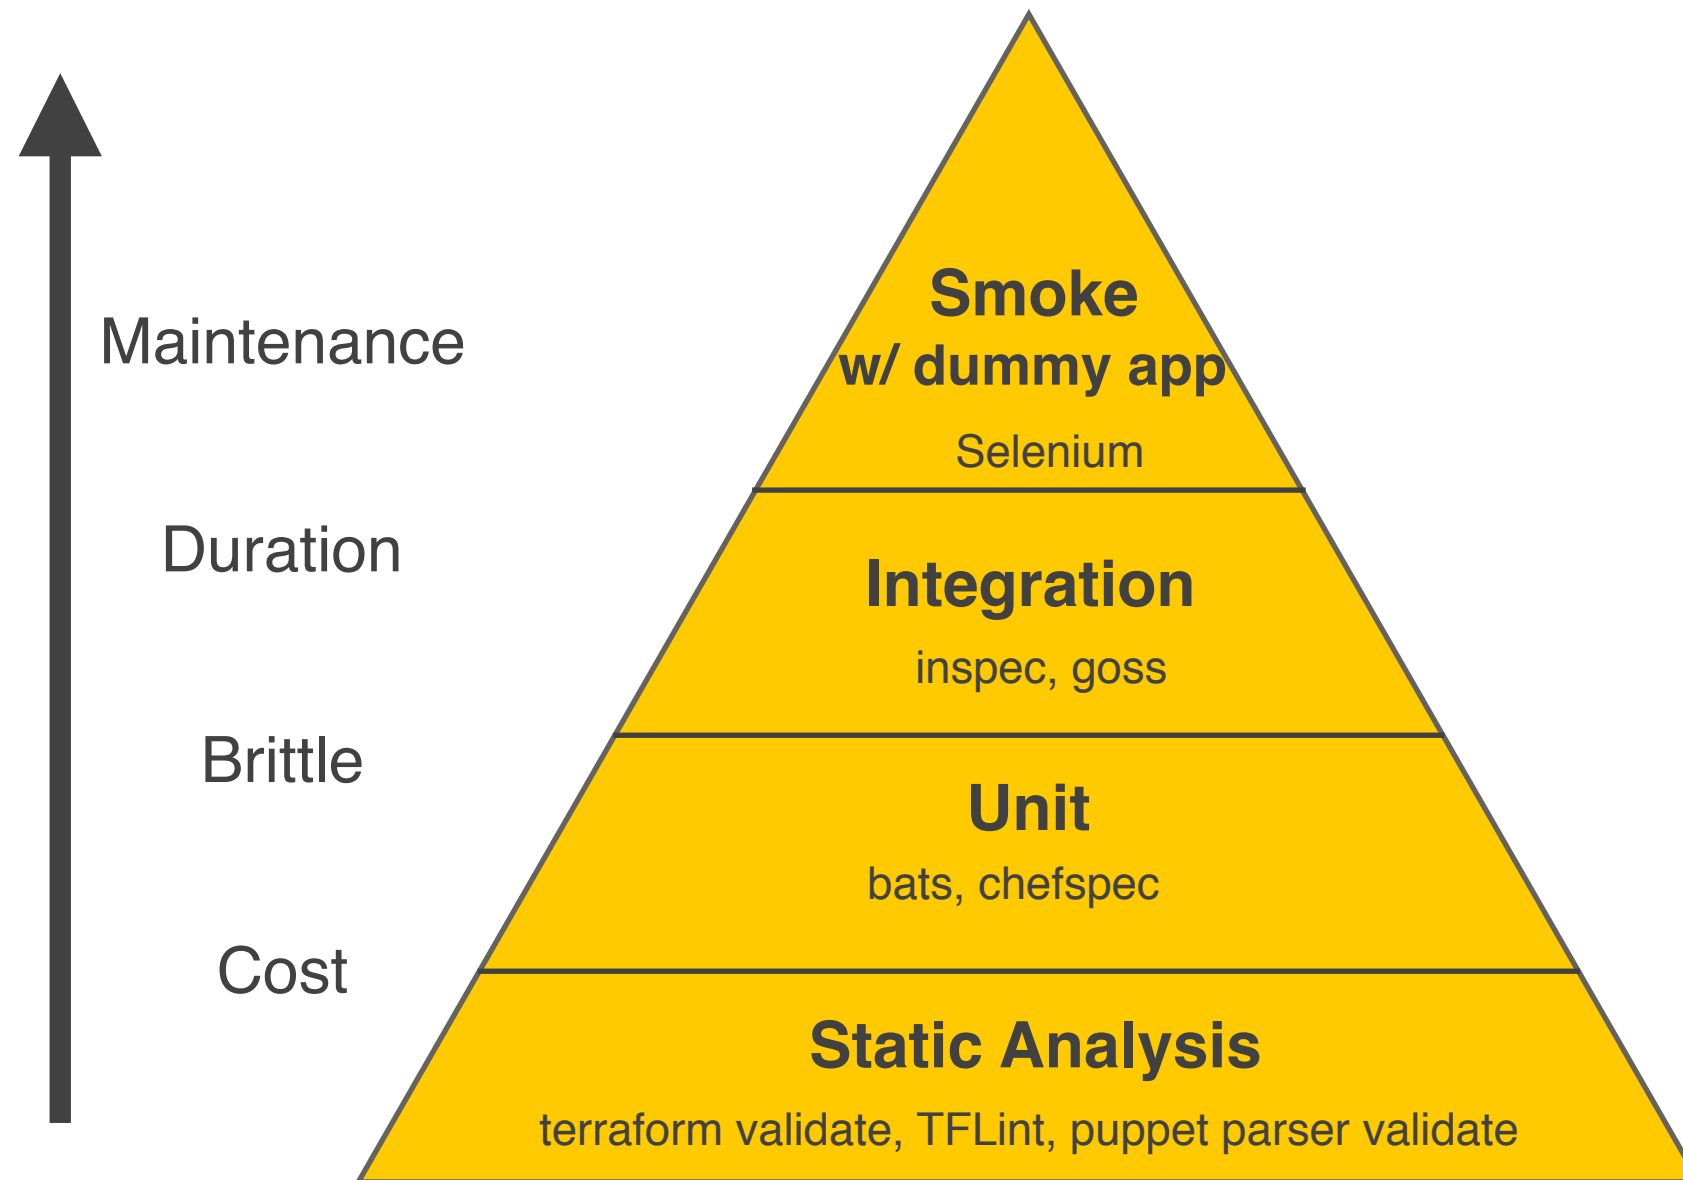 Maintenance
Duration
Brittle
Cost
Smoke
w/ dummy app
Selenium
Integration
inspec, goss
Unit
bats, chefspec
Static Analysis
terraform validate, TFLint, puppet parser validate